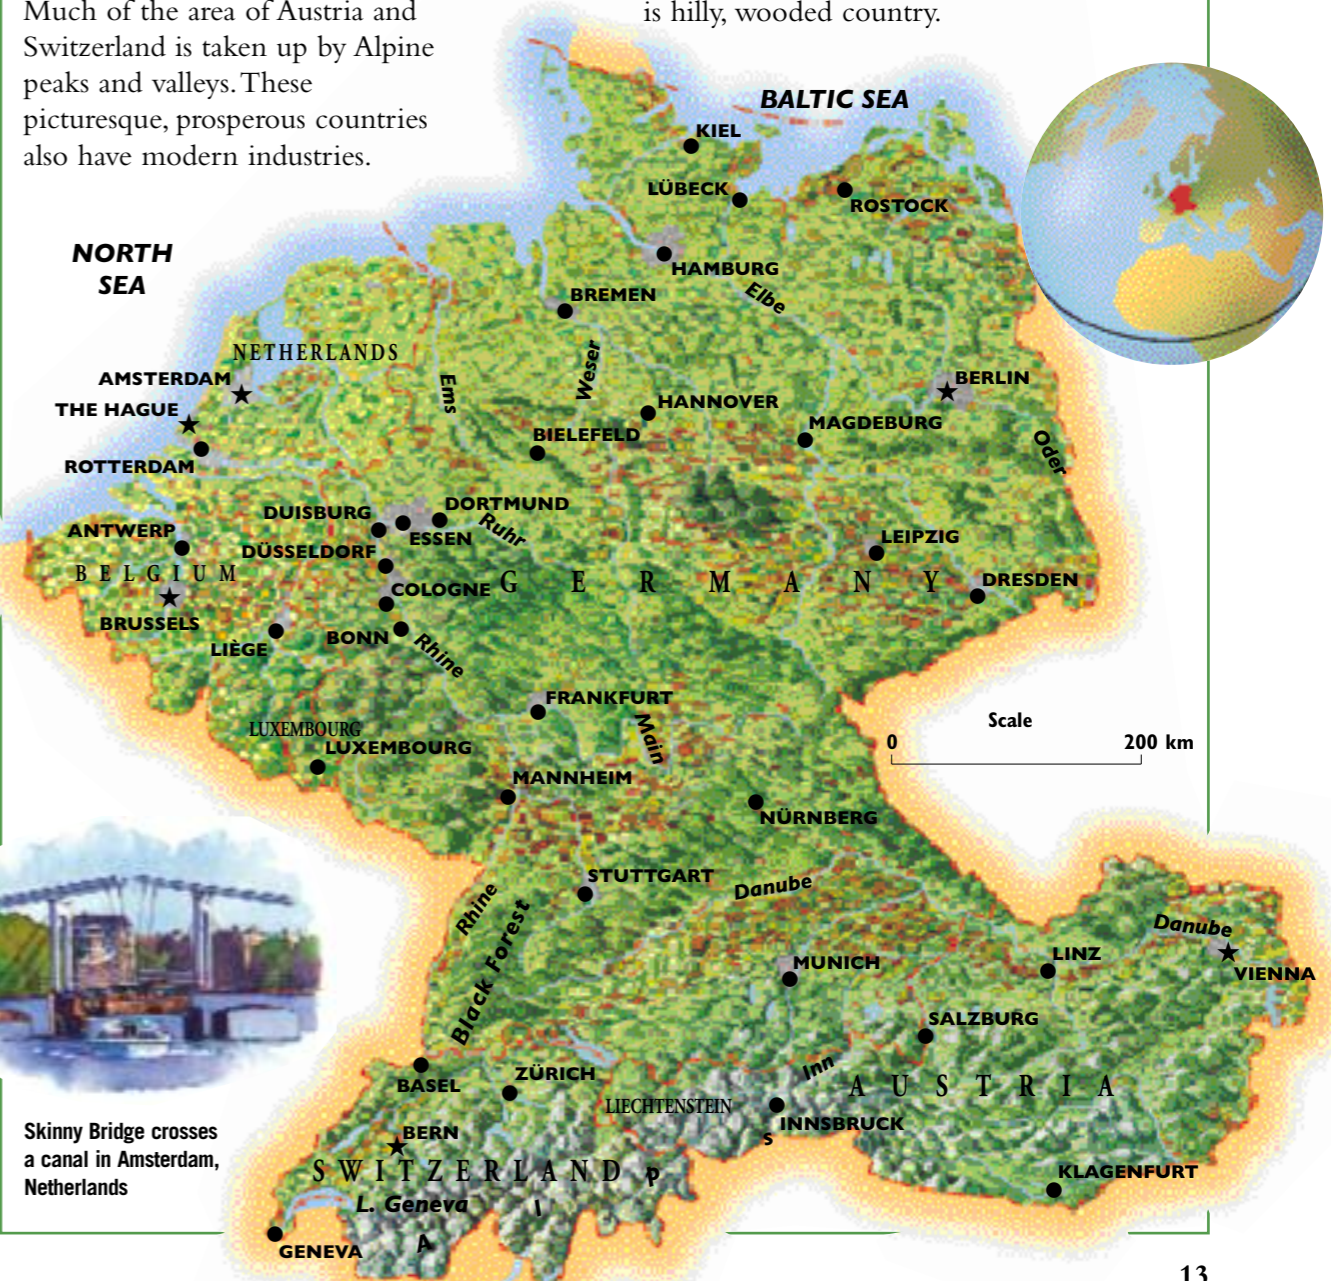 Much of the area of Austria and
Switzerland is taken up by Alpine
peaks and valleys. These
picturesque, prosperous countries
also have modern industries.
is hilly, wooded country.
BALTIC SEA
KIEL
LÜBECK
ROSTOCK
NORTH
SEA
HAMBURG
BREMEN
Elbe
NETHERLANDS
AMSTERDAM
Ems
Weser
BERLIN
THE HAGUE
HANNOVER
MAGDEBURG
BIELEFELD
Oder
ROTTERDAM
DUISBURG
DORTMUND
ANTWERP
ESSEN
Ruhr
LEIPZIG
DÜSSELDORF
BELGIUM
GERMANY
DRESDEN
COLOGNE
BRUSSELS
LIÈGE
BONN
Rhine
FRANKFURT
Main
LUXEMBOURG
LUXEMBOURG
Scale
0 200 km
MANNHEIM
NÜRNBERG
STUTTGART
Danube
Rhine
Black Forest
Danube
LINZ
VIENNA
MUNICH
SALZBURG
BASEL
ZÜRICH
Inn
AUSTRIA
LIECHTENSTEIN
INNSBRUCK
BERN
SWITZERLAND
KLAGENFURT
L. Geneva
A l p s
GENEVA
Skinny Bridge crosses
a canal in Amsterdam,
Netherlands
13